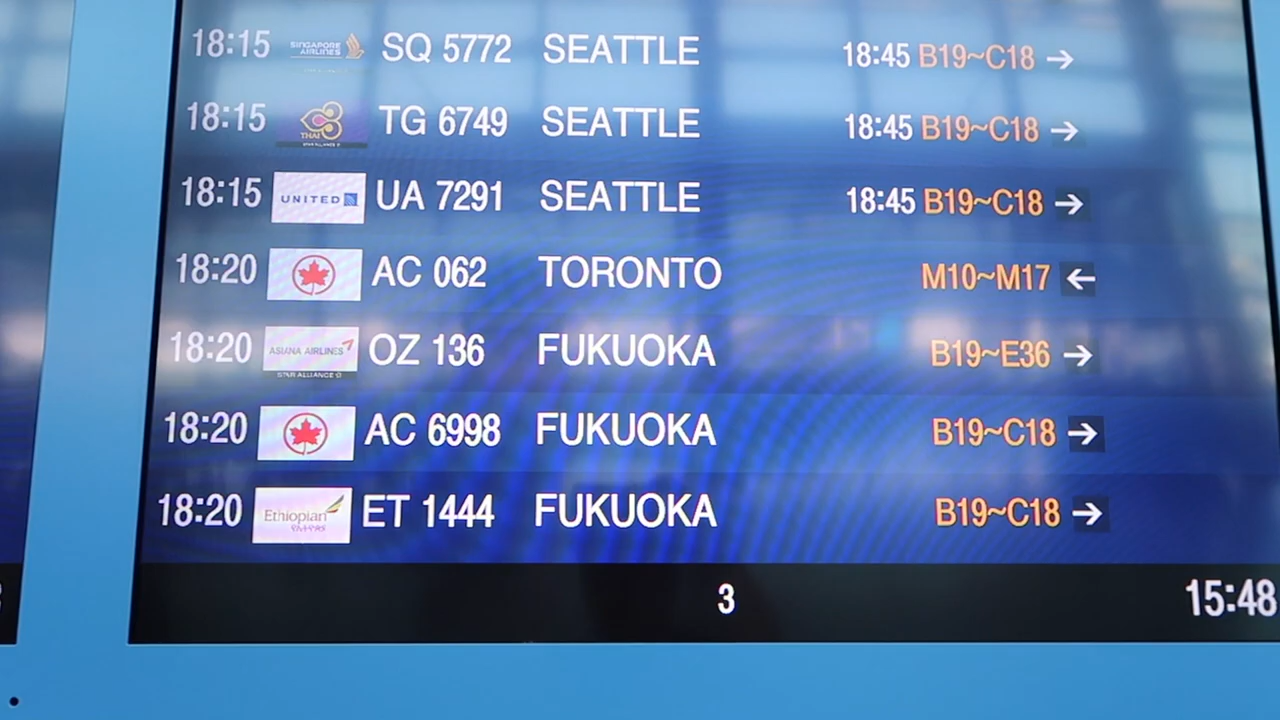 18:15 SINGAPORE AIRLINES SQ 5772 SEATTLE 18:45 B19~C18 →
18:15 THAI TG 6749 SEATTLE 18:45 B19~C18 →
18:15 UNITED UA 7291 SEATTLE 18:45 B19~C18 →
18:20 AC 062 TORONTO M10~M17 ←
18:20 ASIANA AIRLINES STAR ALLIANCE OZ 136 FUKUOKA B19~E36 →
18:20 AC 6998 FUKUOKA B19~C18 →
18:20 Ethiopian የኢትዮጵያ ET 1444 FUKUOKA B19~C18 →
3 15:48